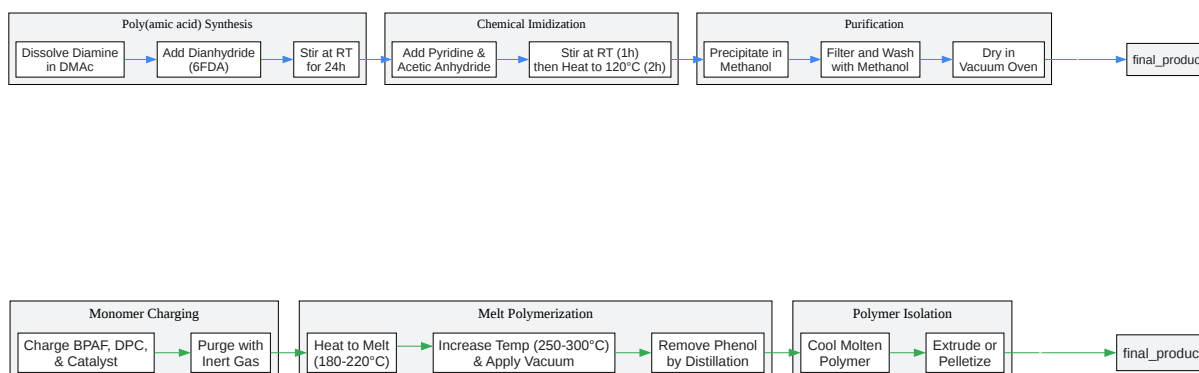 Poly(amic acid) Synthesis
Chemical Imidization
Purification
Dissolve Diamine
in DMAc
Add Dianhydride
(6FDA)
Stir at RT
for 24h
Add Pyridine &
Acetic Anhydride
Stir at RT (1h)
then Heat to 120°C (2h)
Precipitate in
Methanol
Filter and Wash
with Methanol
Dry in
Vacuum Oven
final_produc
Monomer Charging
Melt Polymerization
Polymer Isolation
Charge BPAF, DPC,
& Catalyst
Purge with
Inert Gas
Heat to Melt
(180-220°C)
Increase Temp (250-300°C)
& Apply Vacuum
Remove Phenol
by Distillation
Cool Molten
Polymer
Extrude or
Pelletize
final_produc